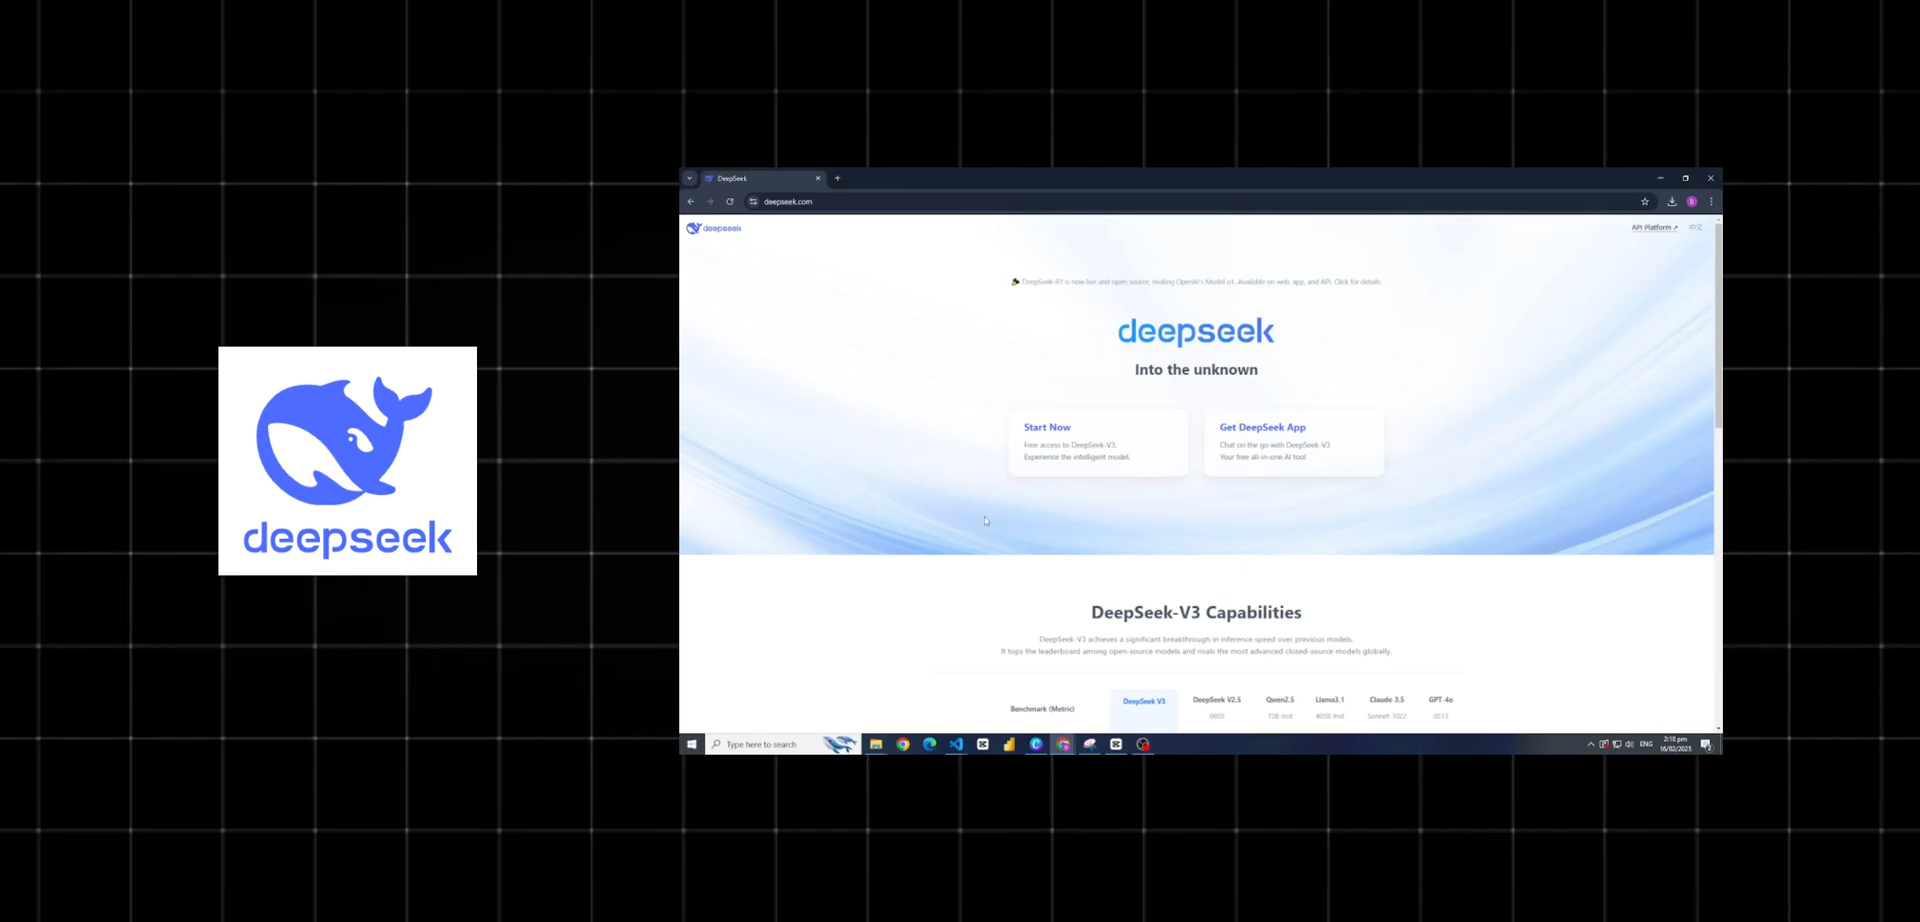 deepseek
DeepSeek
deepseek.com
deepseek
API Platform
中文
DeepSeek-R1 is now live and open source, rivaling OpenAI's Model o1. Available on web, app, and API. Click for details.
deepseek
Into the unknown
Start Now
Free access to DeepSeek-V3.
Experience the intelligent model.
Get DeepSeek App
Chat on the go with DeepSeek-V3
Your free all-in-one AI tool
DeepSeek-V3 Capabilities
DeepSeek-V3 achieves a significant breakthrough in inference speed over previous models.
It tops the leaderboard among open-source models and rivals the most advanced closed-source models globally.
Benchmark (Metric)
DeepSeek V3
DeepSeek V2.5
0905
Qwen2.5
72B-Inst
Llama3.1
405B-Inst
Claude-3.5
Sonnet-1022
GPT-4o
0513
Type here to search
ENG
2:18 pm
16/02/2025